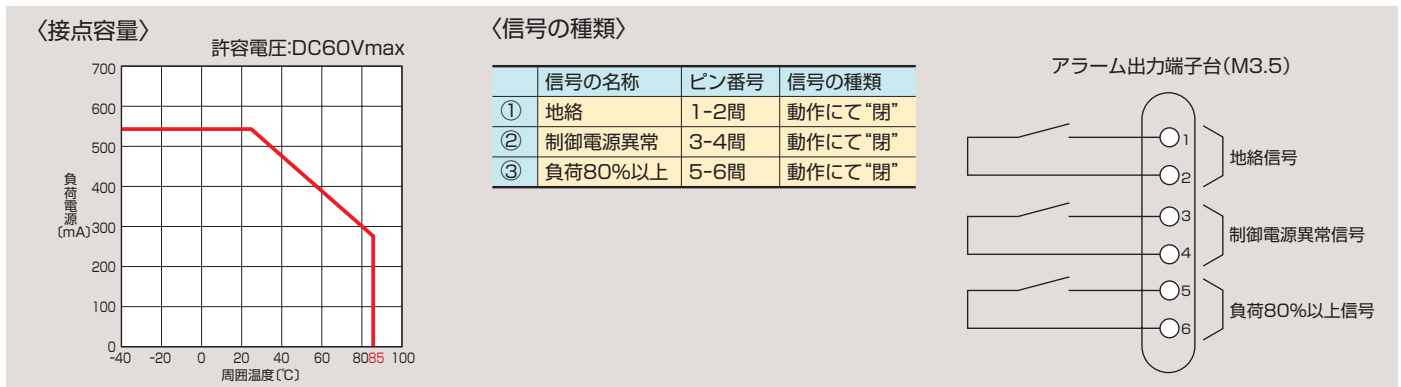 〈接点容量〉
許容電圧:DC60Vmax
700
600
500
400
300
200
100
0
負荷電源
〔mA〕
-40 -20 0 20 40 60 80 85 100
周囲温度〔℃〕
〈信号の種類〉
信号の名称 ピン番号 信号の種類
① 地絡 1-2間 動作にて“閉”
② 制御電源異常 3-4間 動作にて“閉”
③ 負荷80%以上 5-6間 動作にて“閉”
アラーム出力端子台(M3.5)
1
2
地絡信号
3
4
制御電源異常信号
5
6
負荷80%以上信号